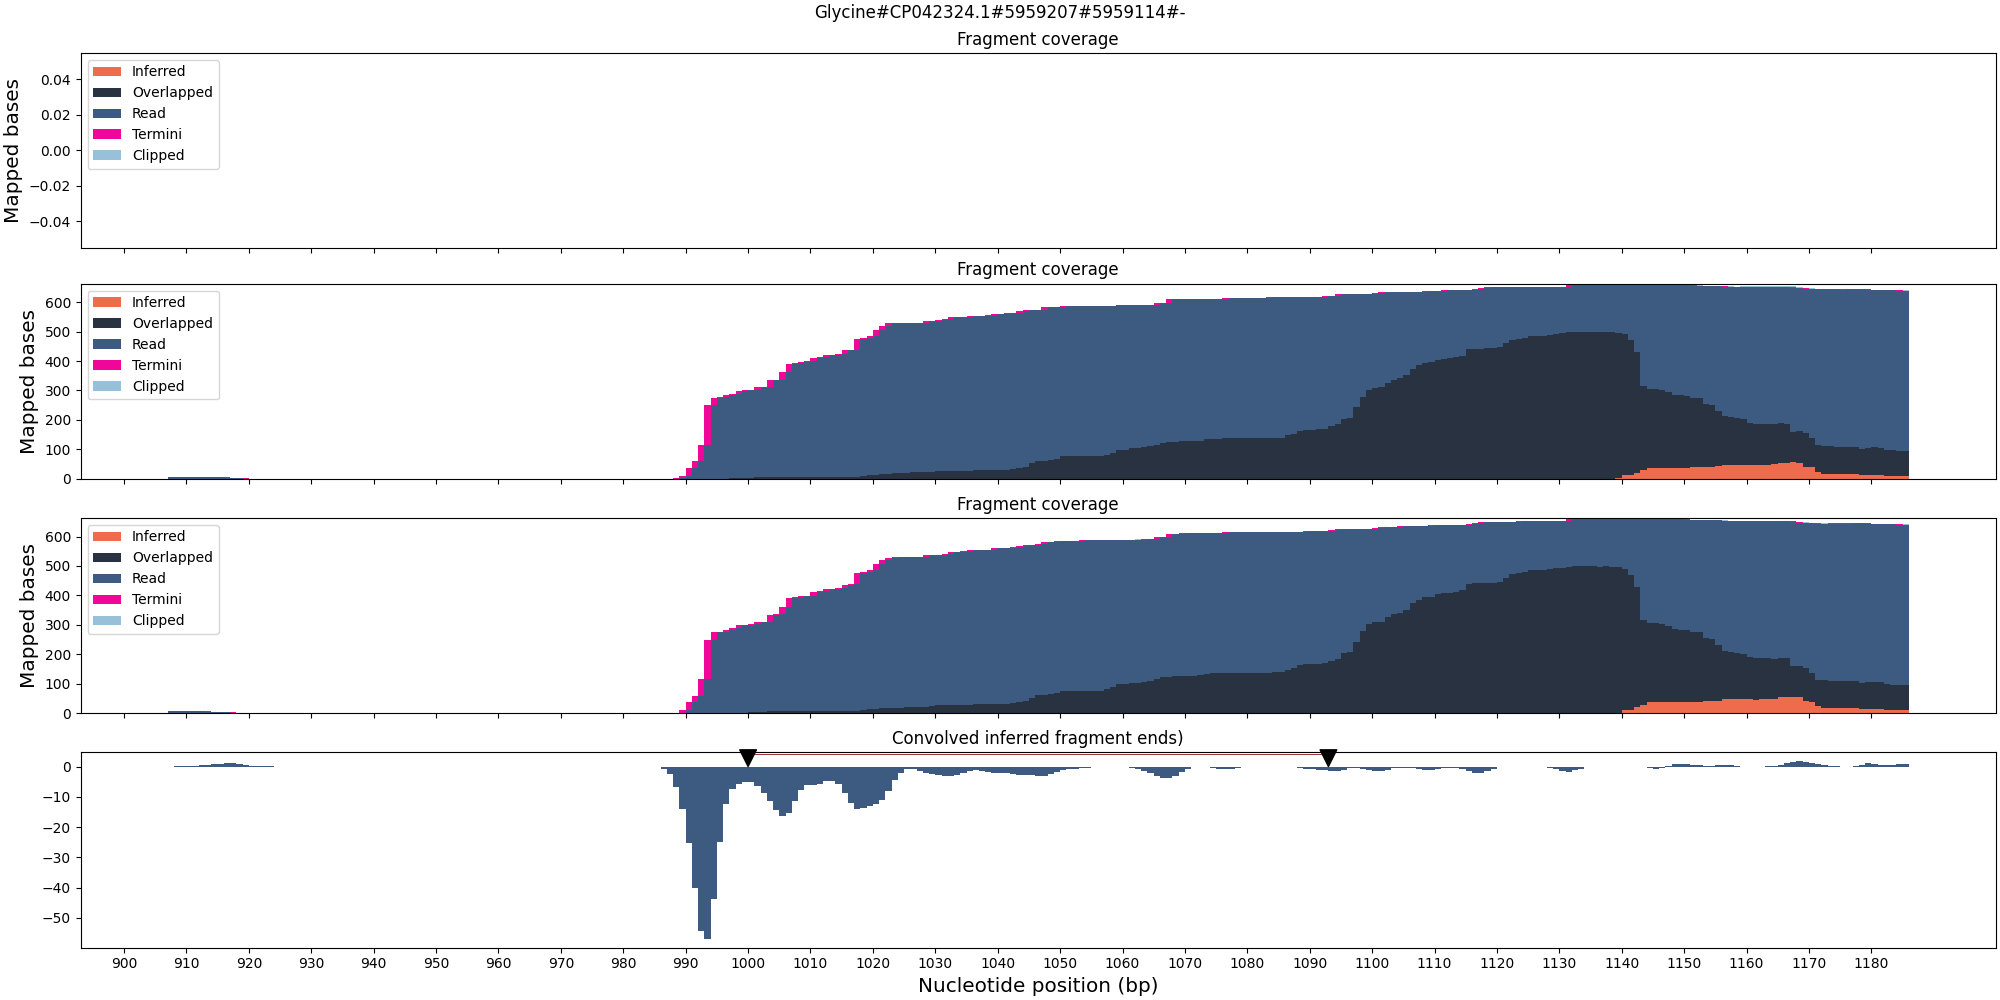 Glycine#CP042324.1#5959207#5959114#-
Fragment coverage
Mapped bases
0.04
0.02
0.00
−0.02
−0.04
Inferred
Overlapped
Read
Termini
Clipped
Fragment coverage
Mapped bases
600
500
400
300
200
100
0
Inferred
Overlapped
Read
Termini
Clipped
Fragment coverage
Mapped bases
600
500
400
300
200
100
0
Inferred
Overlapped
Read
Termini
Clipped
Convolved inferred fragment ends)
0
−10
−20
−30
−40
−50
900 910 920 930 940 950 960 970 980 990 1000 1010 1020 1030 1040 1050 1060 1070 1080 1090 1100 1110 1120 1130 1140 1150 1160 1170 1180
Nucleotide position (bp)